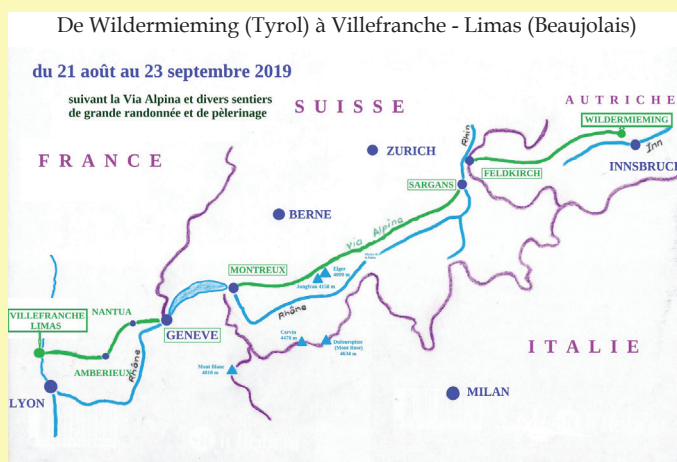 De Wildermieming (Tyrol) à Villefranche - Limas (Beaujolais)
du 21 août au 23 septembre 2019
suivant la Via Alpina et divers sentiers
de grande randonnée et de pèlerinage
SUISSE
AUTRICHE
WILDERMIEMING
Inn
INNSBRUCK
Rhin
FELDKIRCH
ZURICH
FRANCE
SARGANS
BERNE
Via Alpina
MONTREUX
Eiger
Jungfrau 4158 m
Rhône
VILLEFRANCHE
LIMAS
NANTUA
GENEVE
Cervin
4478 m
Dufourspitze
(Mont Rose)
4634 m
ITALIE
Mont Blanc
4810 m
AMBERIEUX
Rhône
LYON
MILAN